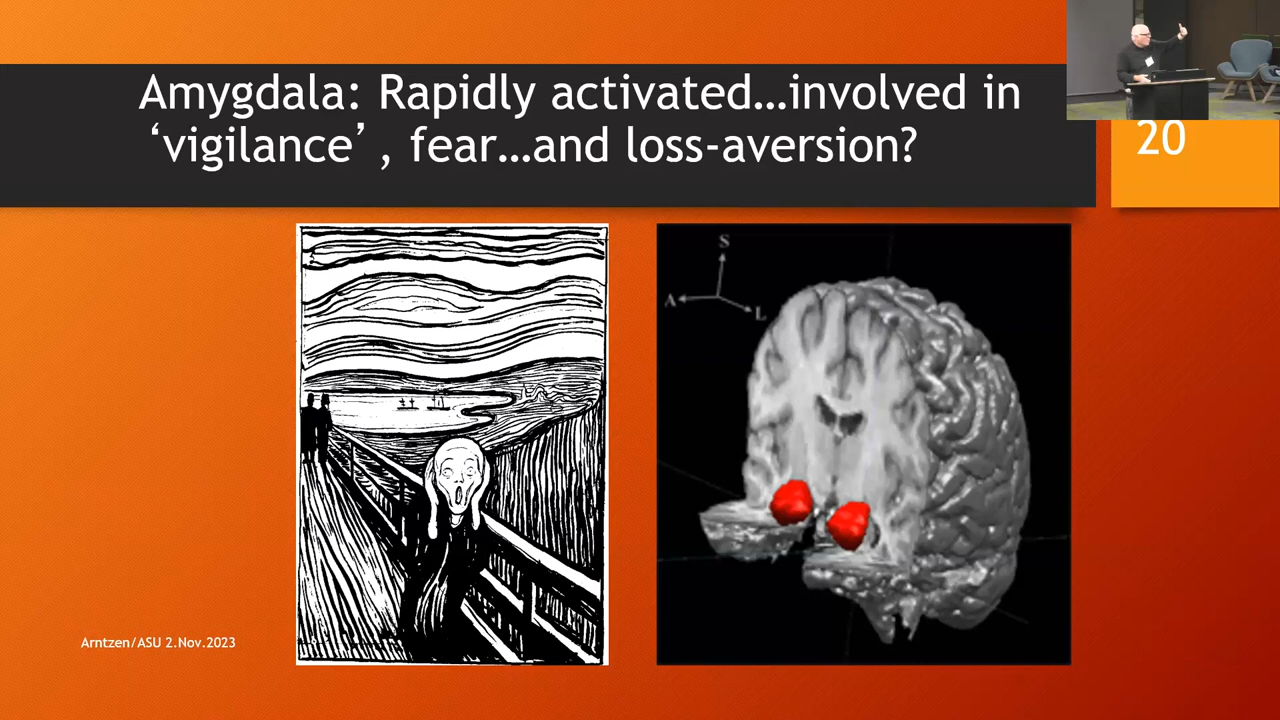 Amygdala: Rapidly activated…involved in
‘vigilance’ , fear…and loss-aversion?
20
S
A
L
Arntzen/ASU 2.Nov.2023